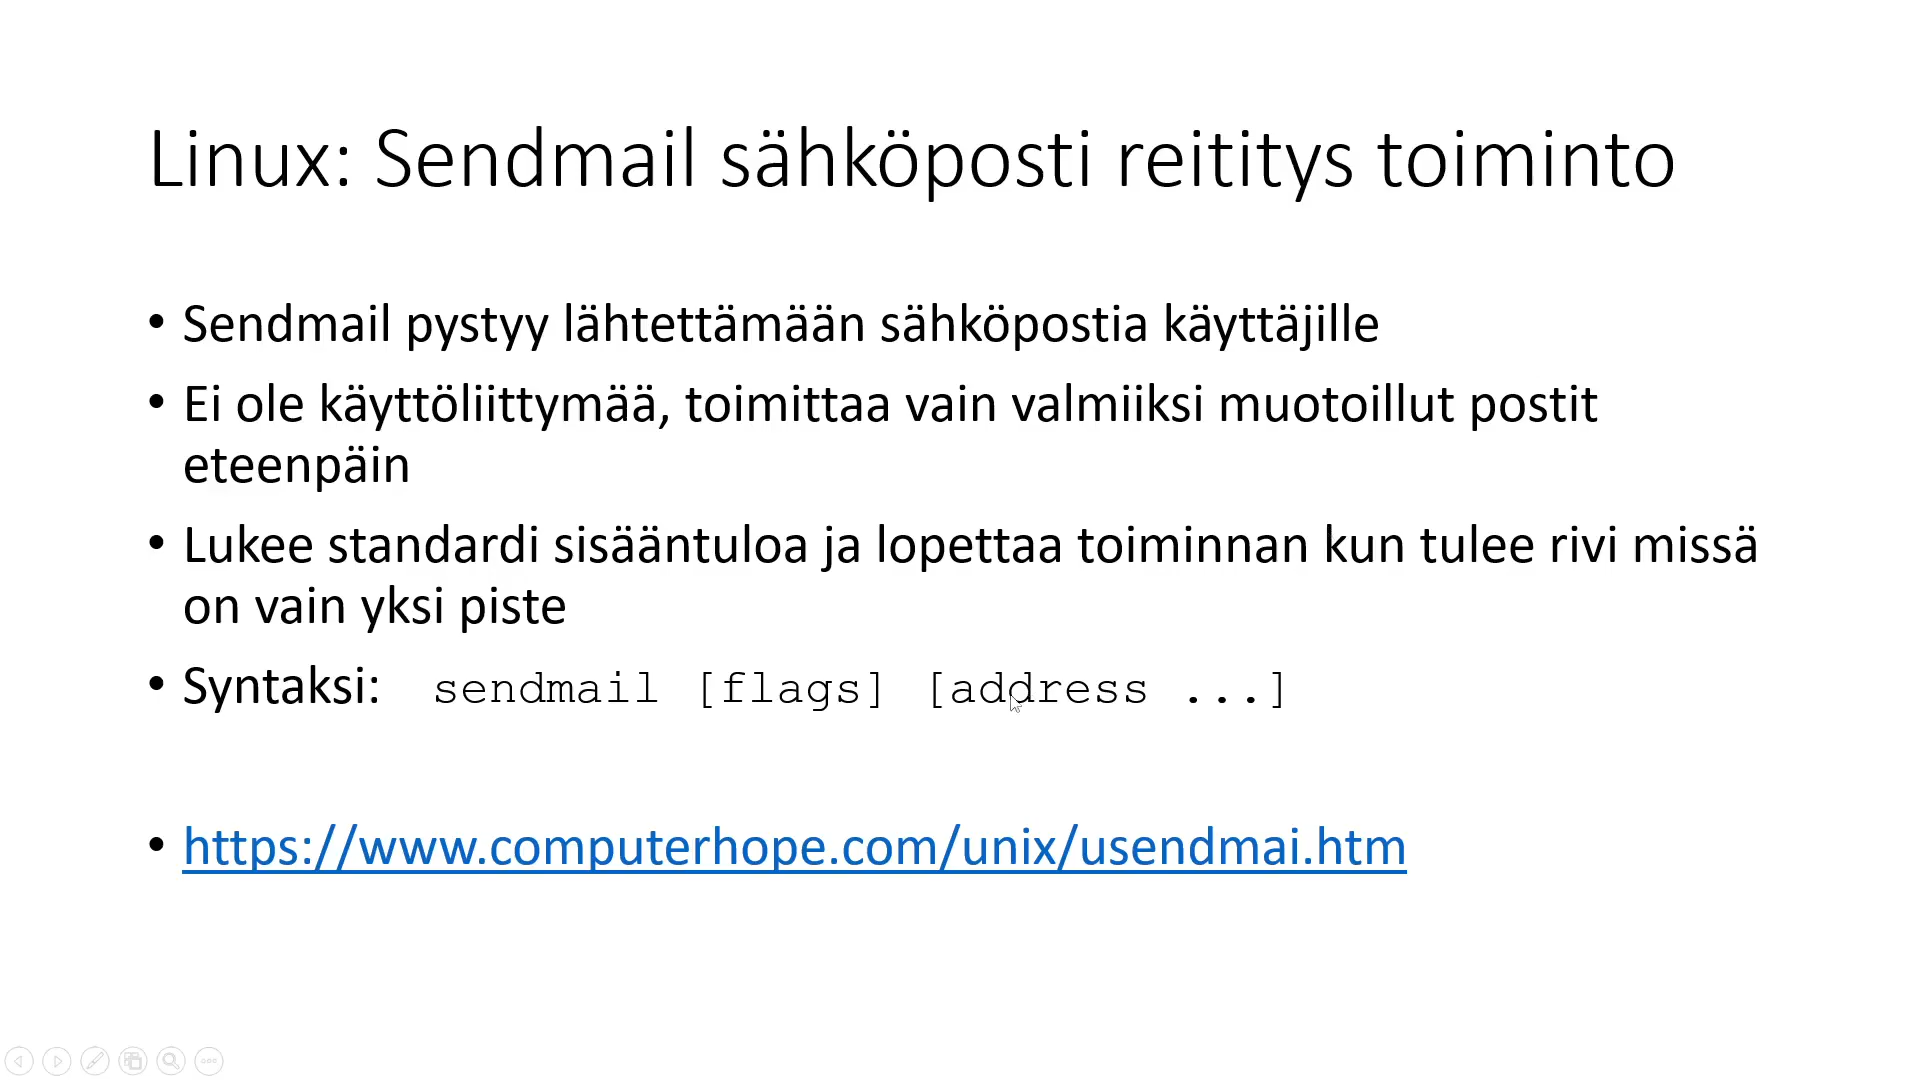 Linux: Sendmail sähköposti reititys toiminto
• Sendmail pystyy lähtettämään sähköpostia käyttäjille
• Ei ole käyttöliittymää, toimittaa vain valmiiksi muotoillut postit
eteenpäin
• Lukee standardi sisääntuloa ja lopettaa toiminnan kun tulee rivi missä
on vain yksi piste
• Syntaksi: sendmail [flags] [address ...]
• https://www.computerhope.com/unix/usendmai.htm